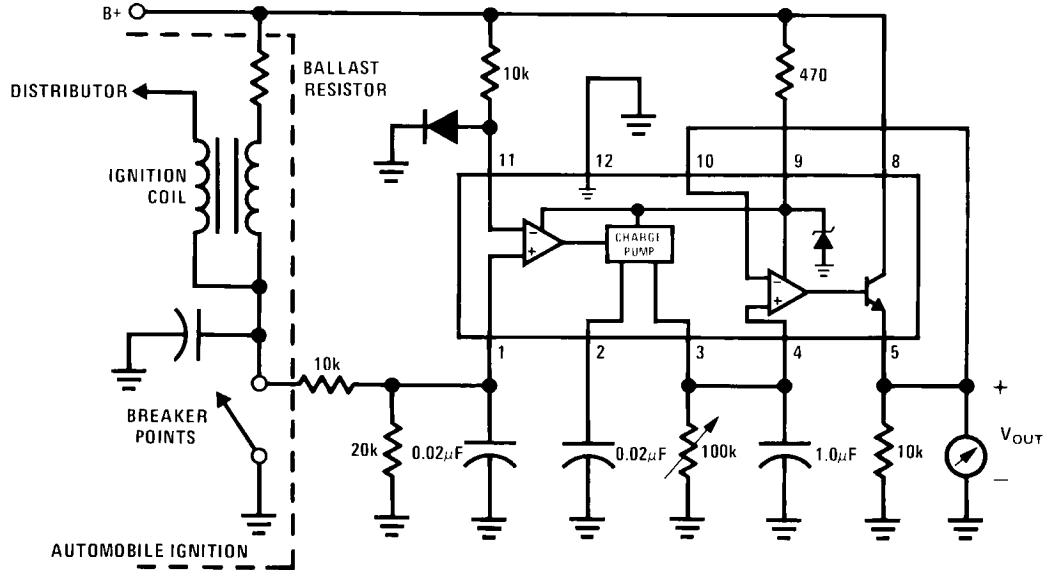 B+
BALLAST
RESISTOR
10k
470
DISTRIBUTOR
11
12
10
9
8
IGNITION
COIL
−
+
CHARGE
PUMP
−
+
1
2
3
4
5
10k
+
BREAKER
POINTS
VOUT
20k
0.02μF
0.02μF
100k
1.0μF
10k
−
AUTOMOBILE IGNITION